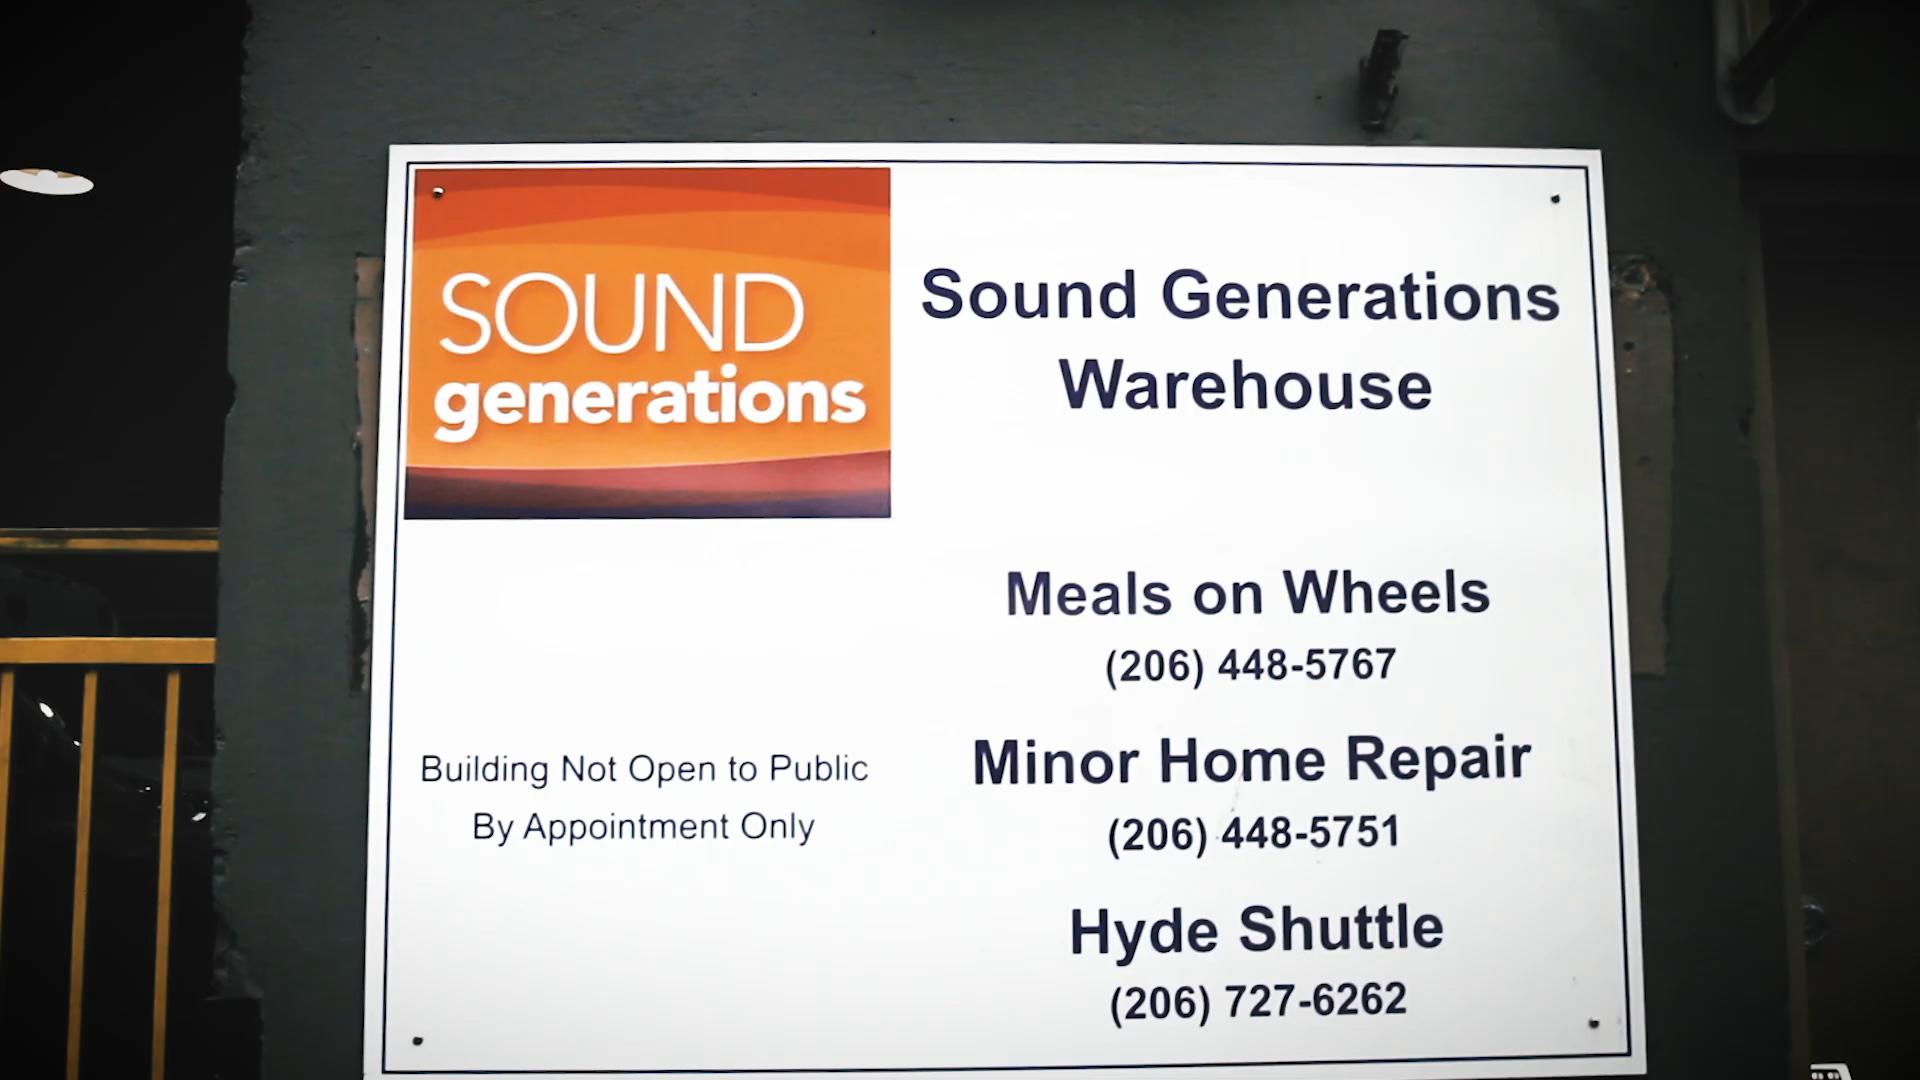 SOUND
generations
Sound Generations
Warehouse
Meals on Wheels
(206) 448-5767
Minor Home Repair
(206) 448-5751
Hyde Shuttle
(206) 727-6262
Building Not Open to Public
By Appointment Only